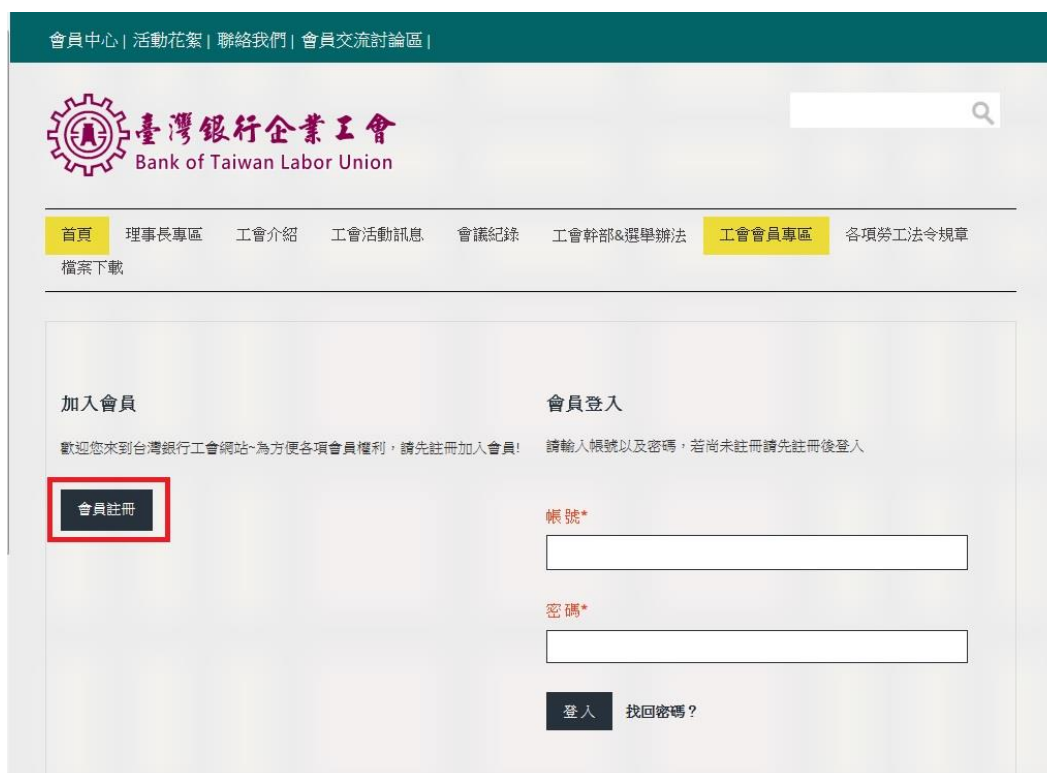 會員中心 | 活動花絮 | 聯絡我們 | 會員交流討論區 |
臺灣銀行企業工會
Bank of Taiwan Labor Union
首頁 理事長專區 工會介紹 工會活動訊息 會議紀錄 工會幹部&選舉辦法 工會會員專區 各項勞工法令規章
檔案下載
加入會員
歡迎您來到台灣銀行工會網站~為方便各項會員權利，請先註冊加入會員!
會員註冊
會員登入
請輸入帳號以及密碼，若尚未註冊請先註冊後登入
帳號*
密碼*
登入 找回密碼？